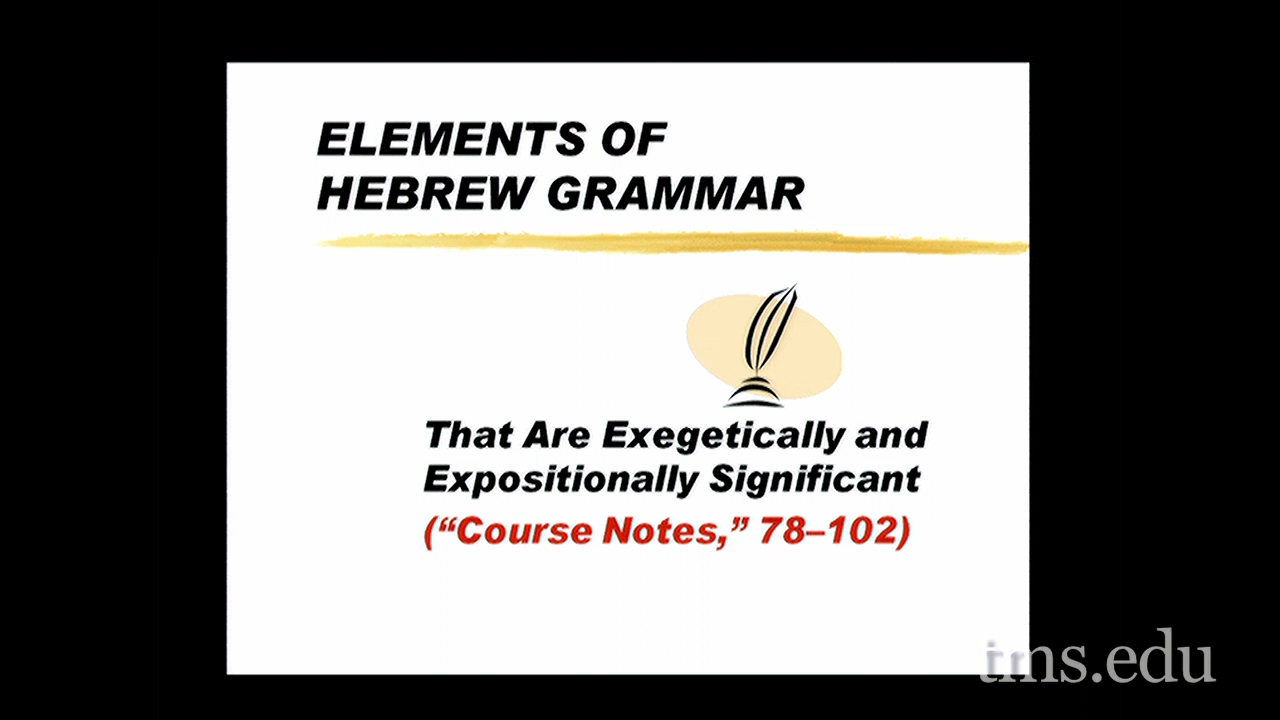 ELEMENTS OF
HEBREW GRAMMAR
That Are Exegetically and
Expositionally Significant
(“Course Notes,” 78–102)
tms.edu